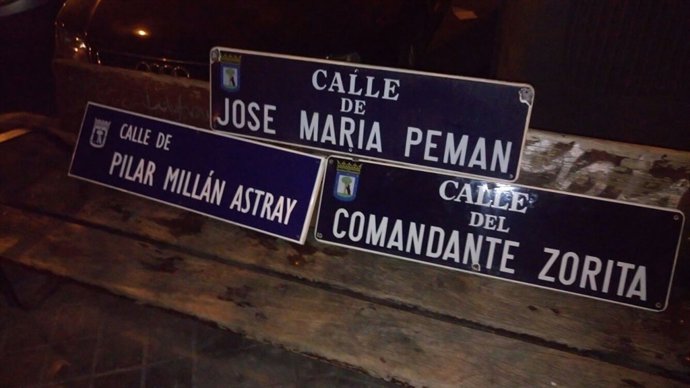 CALLE
DE
JOSE MARIA PEMAN
CALLE DE
PILAR MILLÁN ASTRAY
CALLE
DEL
COMANDANTE ZORITA